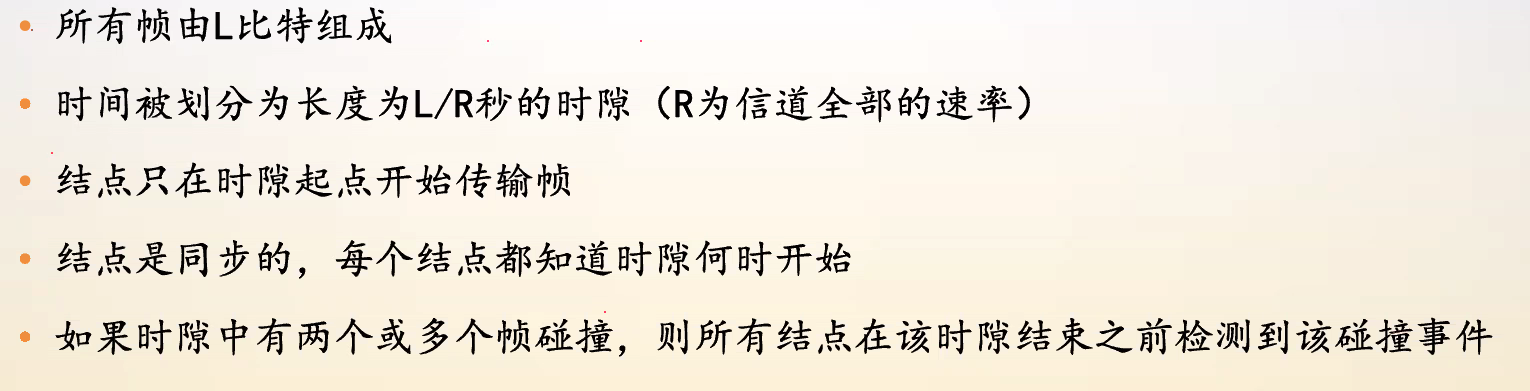 所有帧由L比特组成
时间被划分为长度为L/R秒的时隙（R为信道全部的速率）
结点只在时隙起点开始传输帧
结点是同步的，每个结点都知道时隙何时开始
如果时隙中有两个或多个帧碰撞，则所有结点在该时隙结束之前检测到该碰撞事件